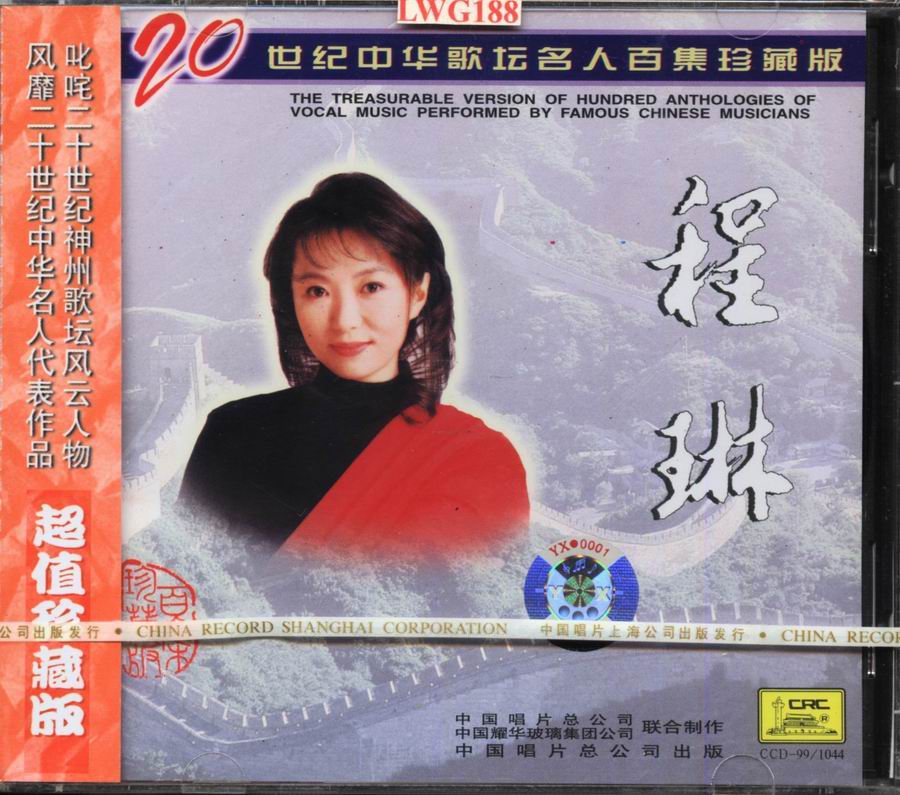 LWG188
20世纪中华歌坛名人百集珍藏版
THE TREASURABLE VERSION OF HUNDRED ANTHOLOGIES OF
VOCAL MUSIC PERFORMED BY FAMOUS CHINESE MUSICIANS
叱咤二十世纪神州歌坛风云人物
风靡二十世纪中华名人代表作品
超值珍藏版
程琳
YX●0001
Y X
公司出版发行 • CHINA RECORD SHANGHAI CORPORATION 中国唱片上海公司出版发行 • CHINA RECOR
中国唱片总公司
中国耀华玻璃集团公司
联合制作
中国唱片总公司出版
CRC
®
CCD-99/1044